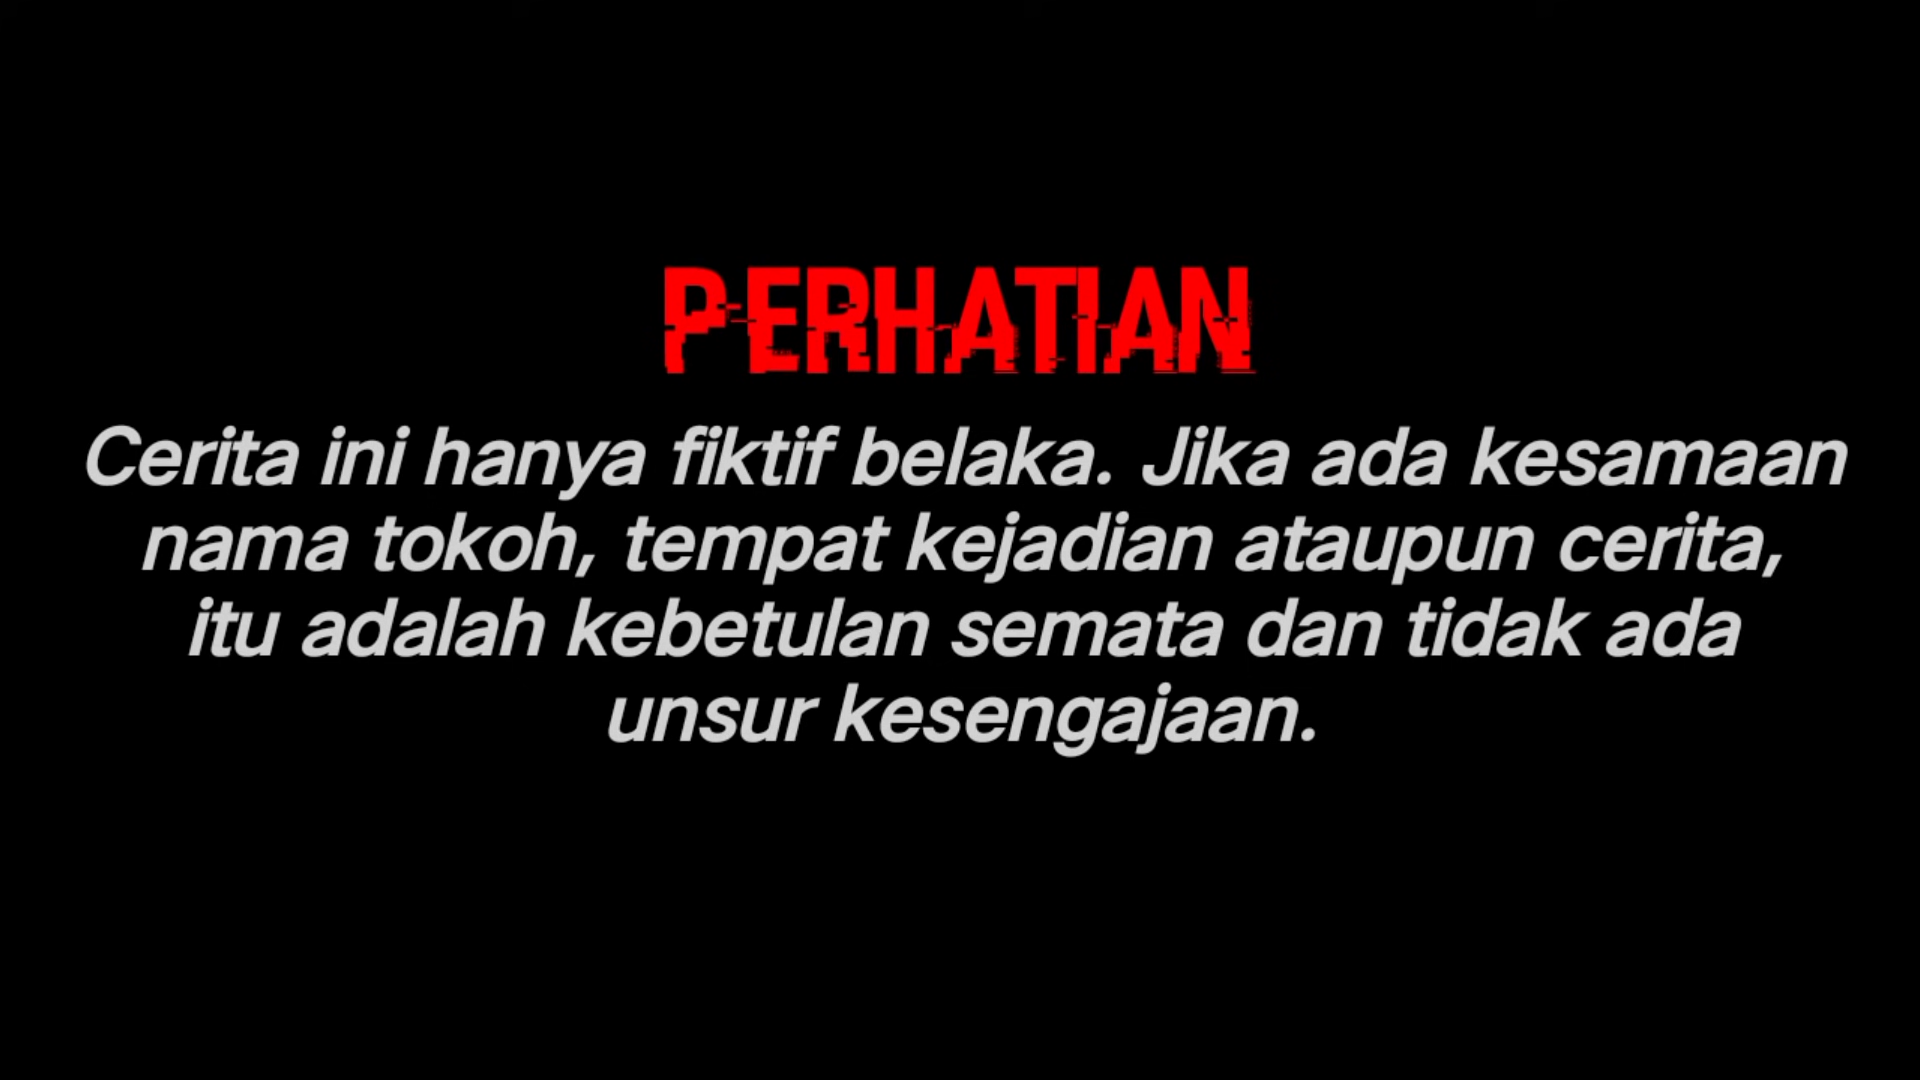 PERHATIAN
Cerita ini hanya fiktif belaka. Jika ada kesamaan
nama tokoh, tempat kejadian ataupun cerita,
itu adalah kebetulan semata dan tidak ada
unsur kesengajaan.